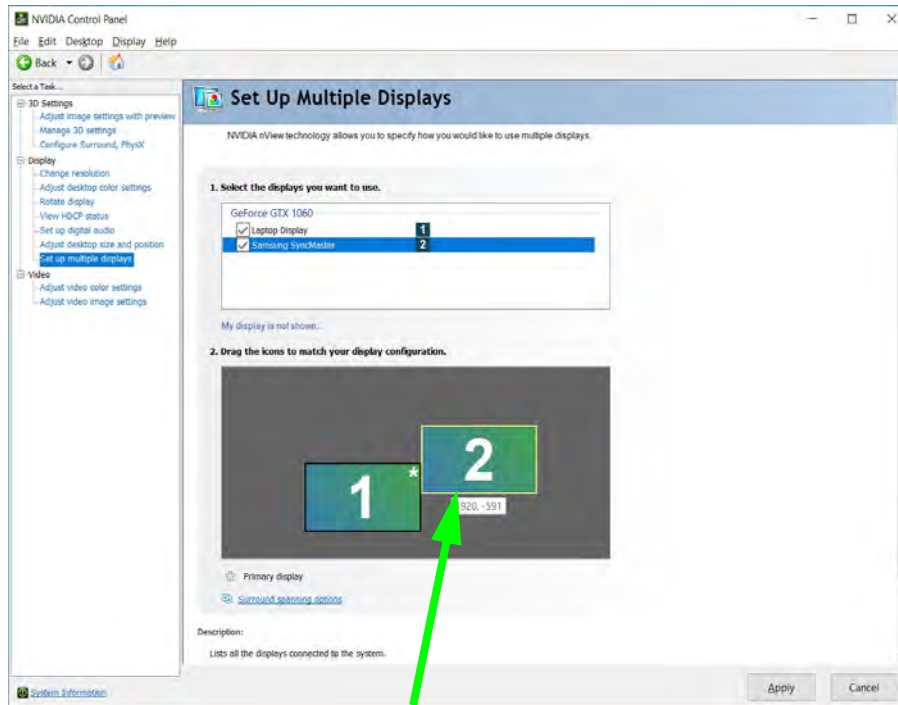 NVIDIA Control Panel
File Edit Desktop Display Help
Back
Select a Task...
3D Settings
Adjust image settings with preview
Manage 3D settings
Configure Surround, PhysX
Display
Change resolution
Adjust desktop color settings
Rotate display
View HDCP status
Set up digital audio
Adjust desktop size and position
Set up multiple displays
Video
Adjust video color settings
Adjust video image settings
System Information
Set Up Multiple Displays
NVIDIA nView technology allows you to specify how you would like to use multiple displays.
1. Select the displays you want to use.
GeForce GTX 1060
Laptop Display 1
Samsung SyncMaster 2
My display is not shown...
2. Drag the icons to match your display configuration.
2
1 *
1920, -591
Primary display
Surround spanning options
Description:
Lists all the displays connected to the system.
Apply Cancel